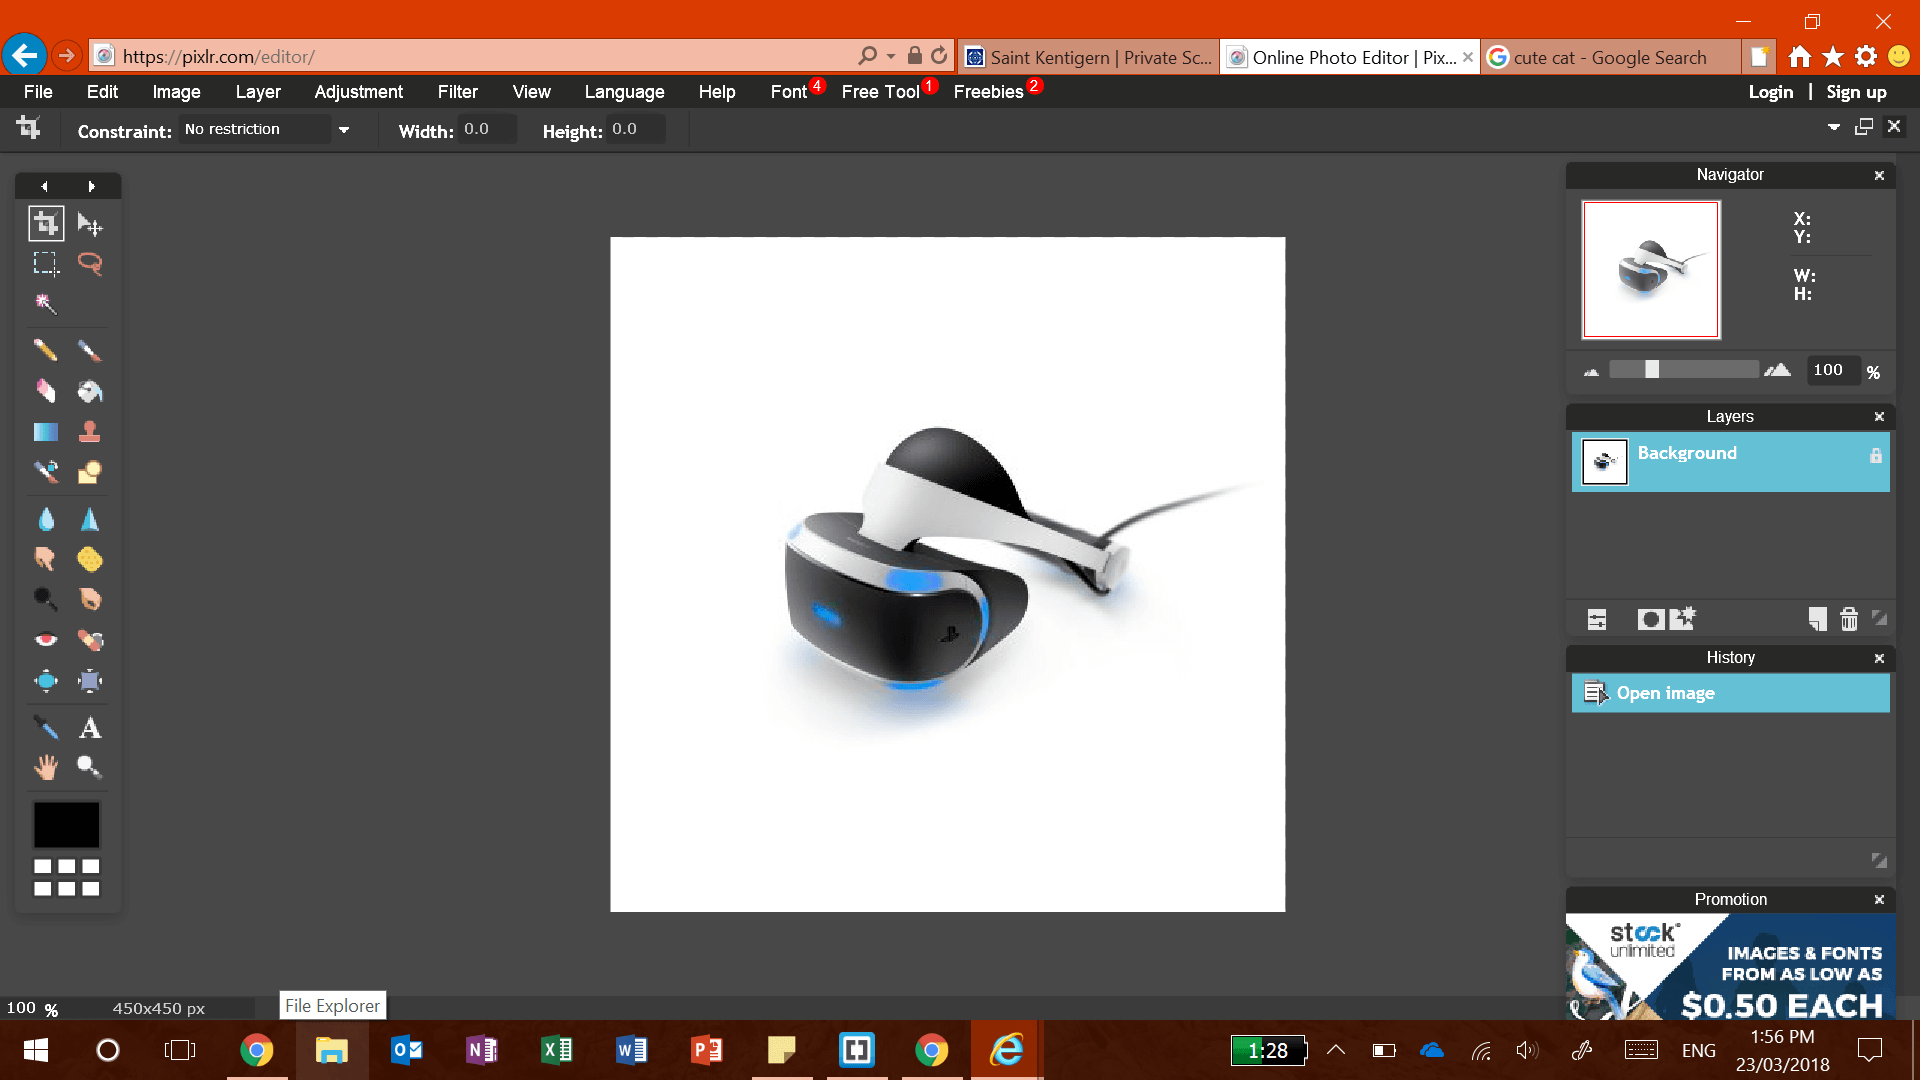 https://pixlr.com/editor/
Saint Kentigern | Private Sc...
Online Photo Editor | Pix...
cute cat - Google Search
File Edit Image Layer Adjustment Filter View Language Help Font 4 Free Tool 1 Freebies 2
Login | Sign up
Constraint: No restriction Width: 0.0 Height: 0.0
Navigator
X:
Y:
W:
H:
100 %
Layers
Background
History
Open image
Promotion
stock unlimited
IMAGES & FONTS
FROM AS LOW AS
$0.50 EACH
100 % 450x450 px
File Explorer
1:28
ENG
1:56 PM
23/03/2018